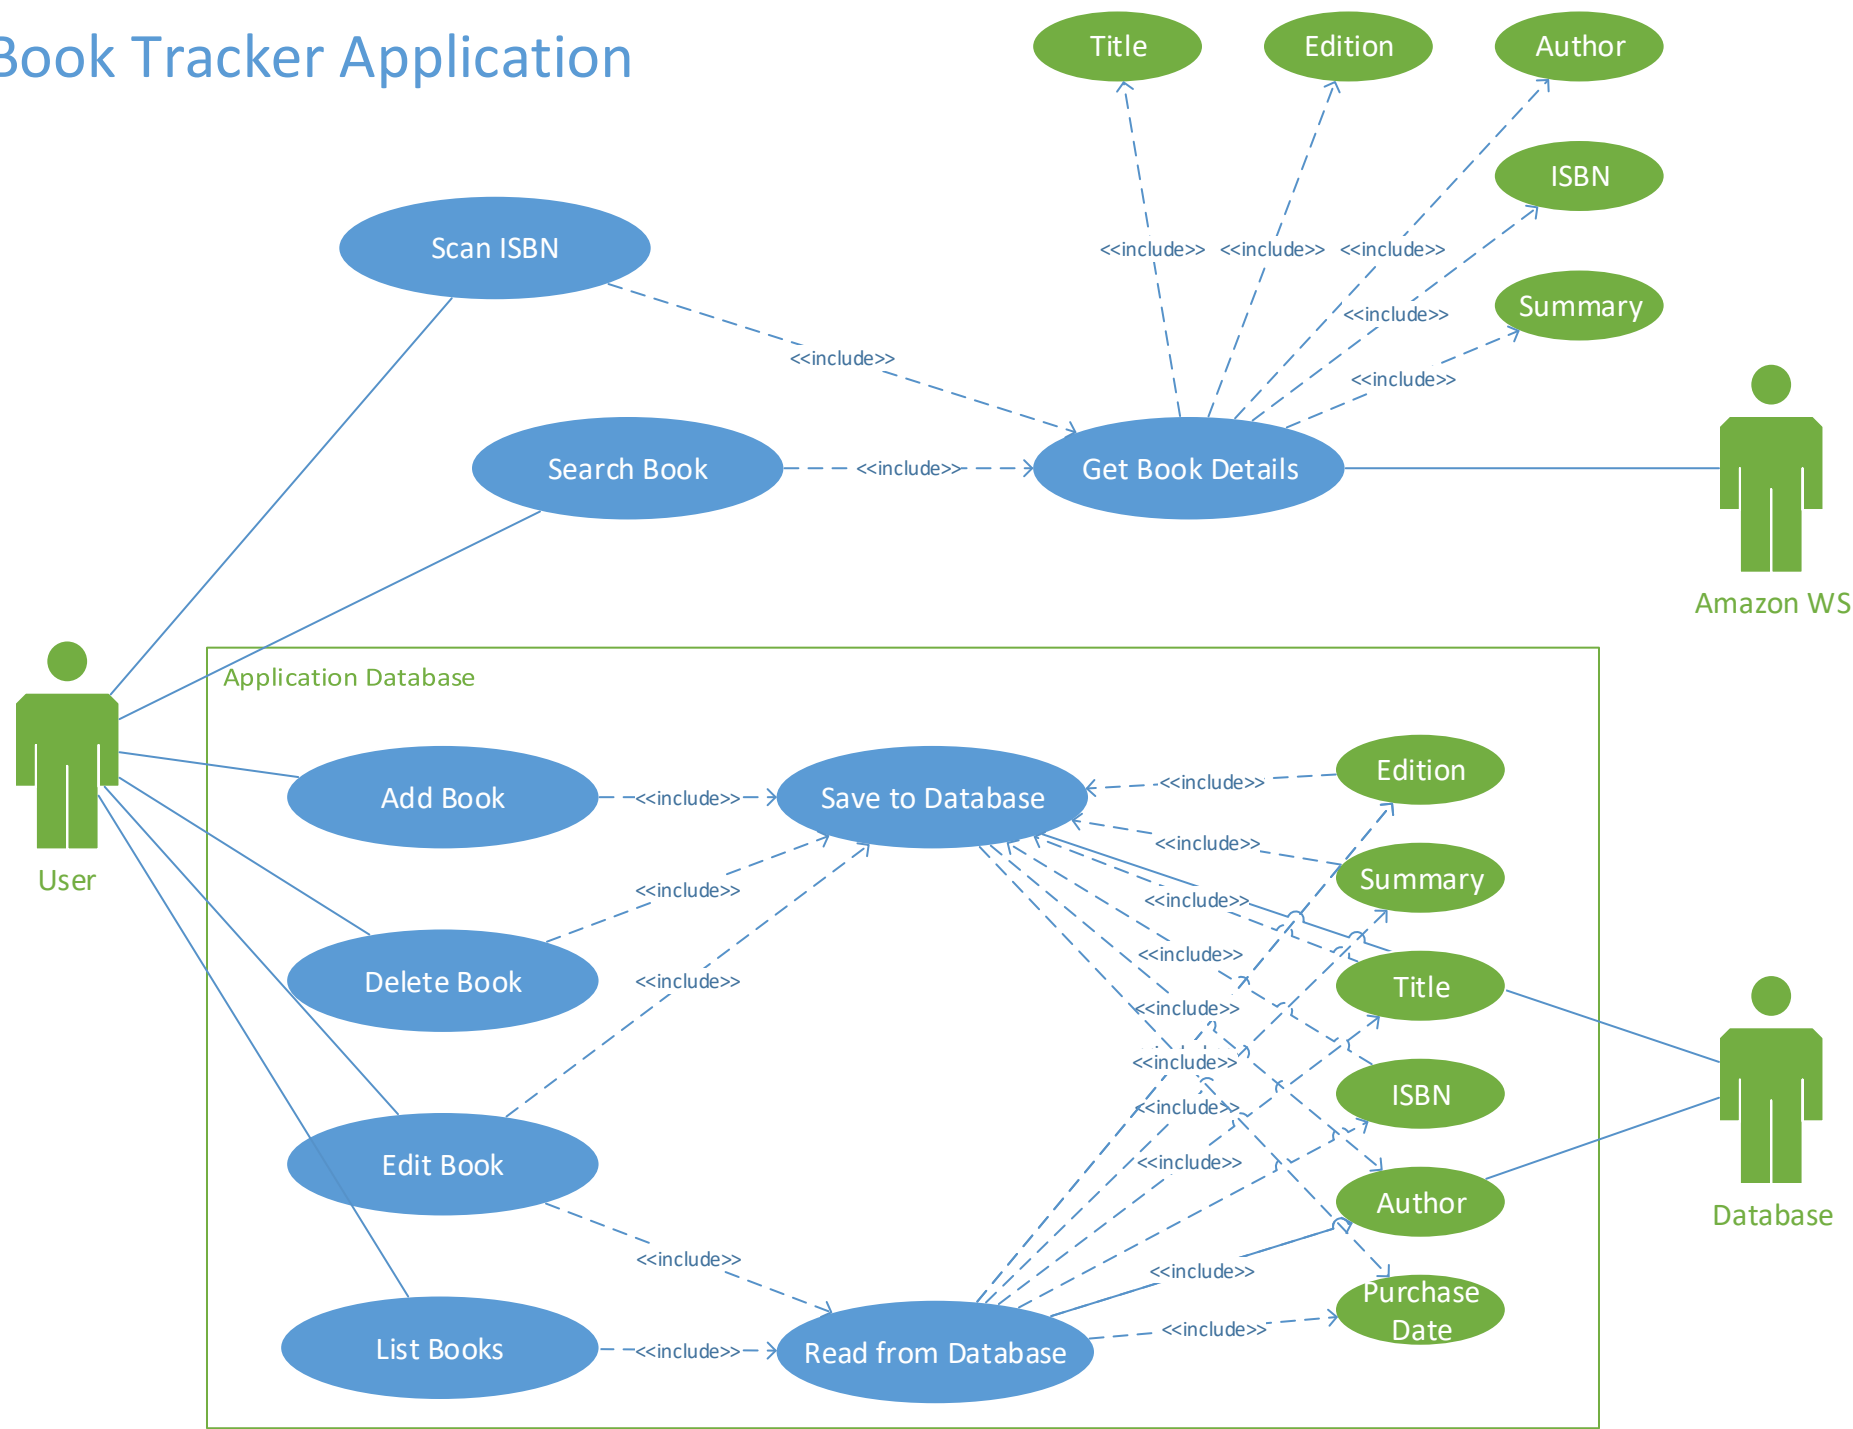 Book Tracker Application
Title
Edition
Author
ISBN
Scan ISBN
<<include>>
<<include>>
<<include>>
Summary
<<include>>
<<include>>
<<include>>
Search Book
<<include>>
Get Book Details
Amazon WS
Application Database
Edition
<<include>>
Add Book
<<include>>
Save to Database
<<include>>
User
Summary
<<include>>
<<include>>
<<include>>
Delete Book
<<include>>
Title
<<include>>
<<include>>
ISBN
<<include>>
Edit Book
<<include>>
Author
Database
<<include>>
<<include>>
Purchase
Date
<<include>>
List Books
<<include>>
Read from Database